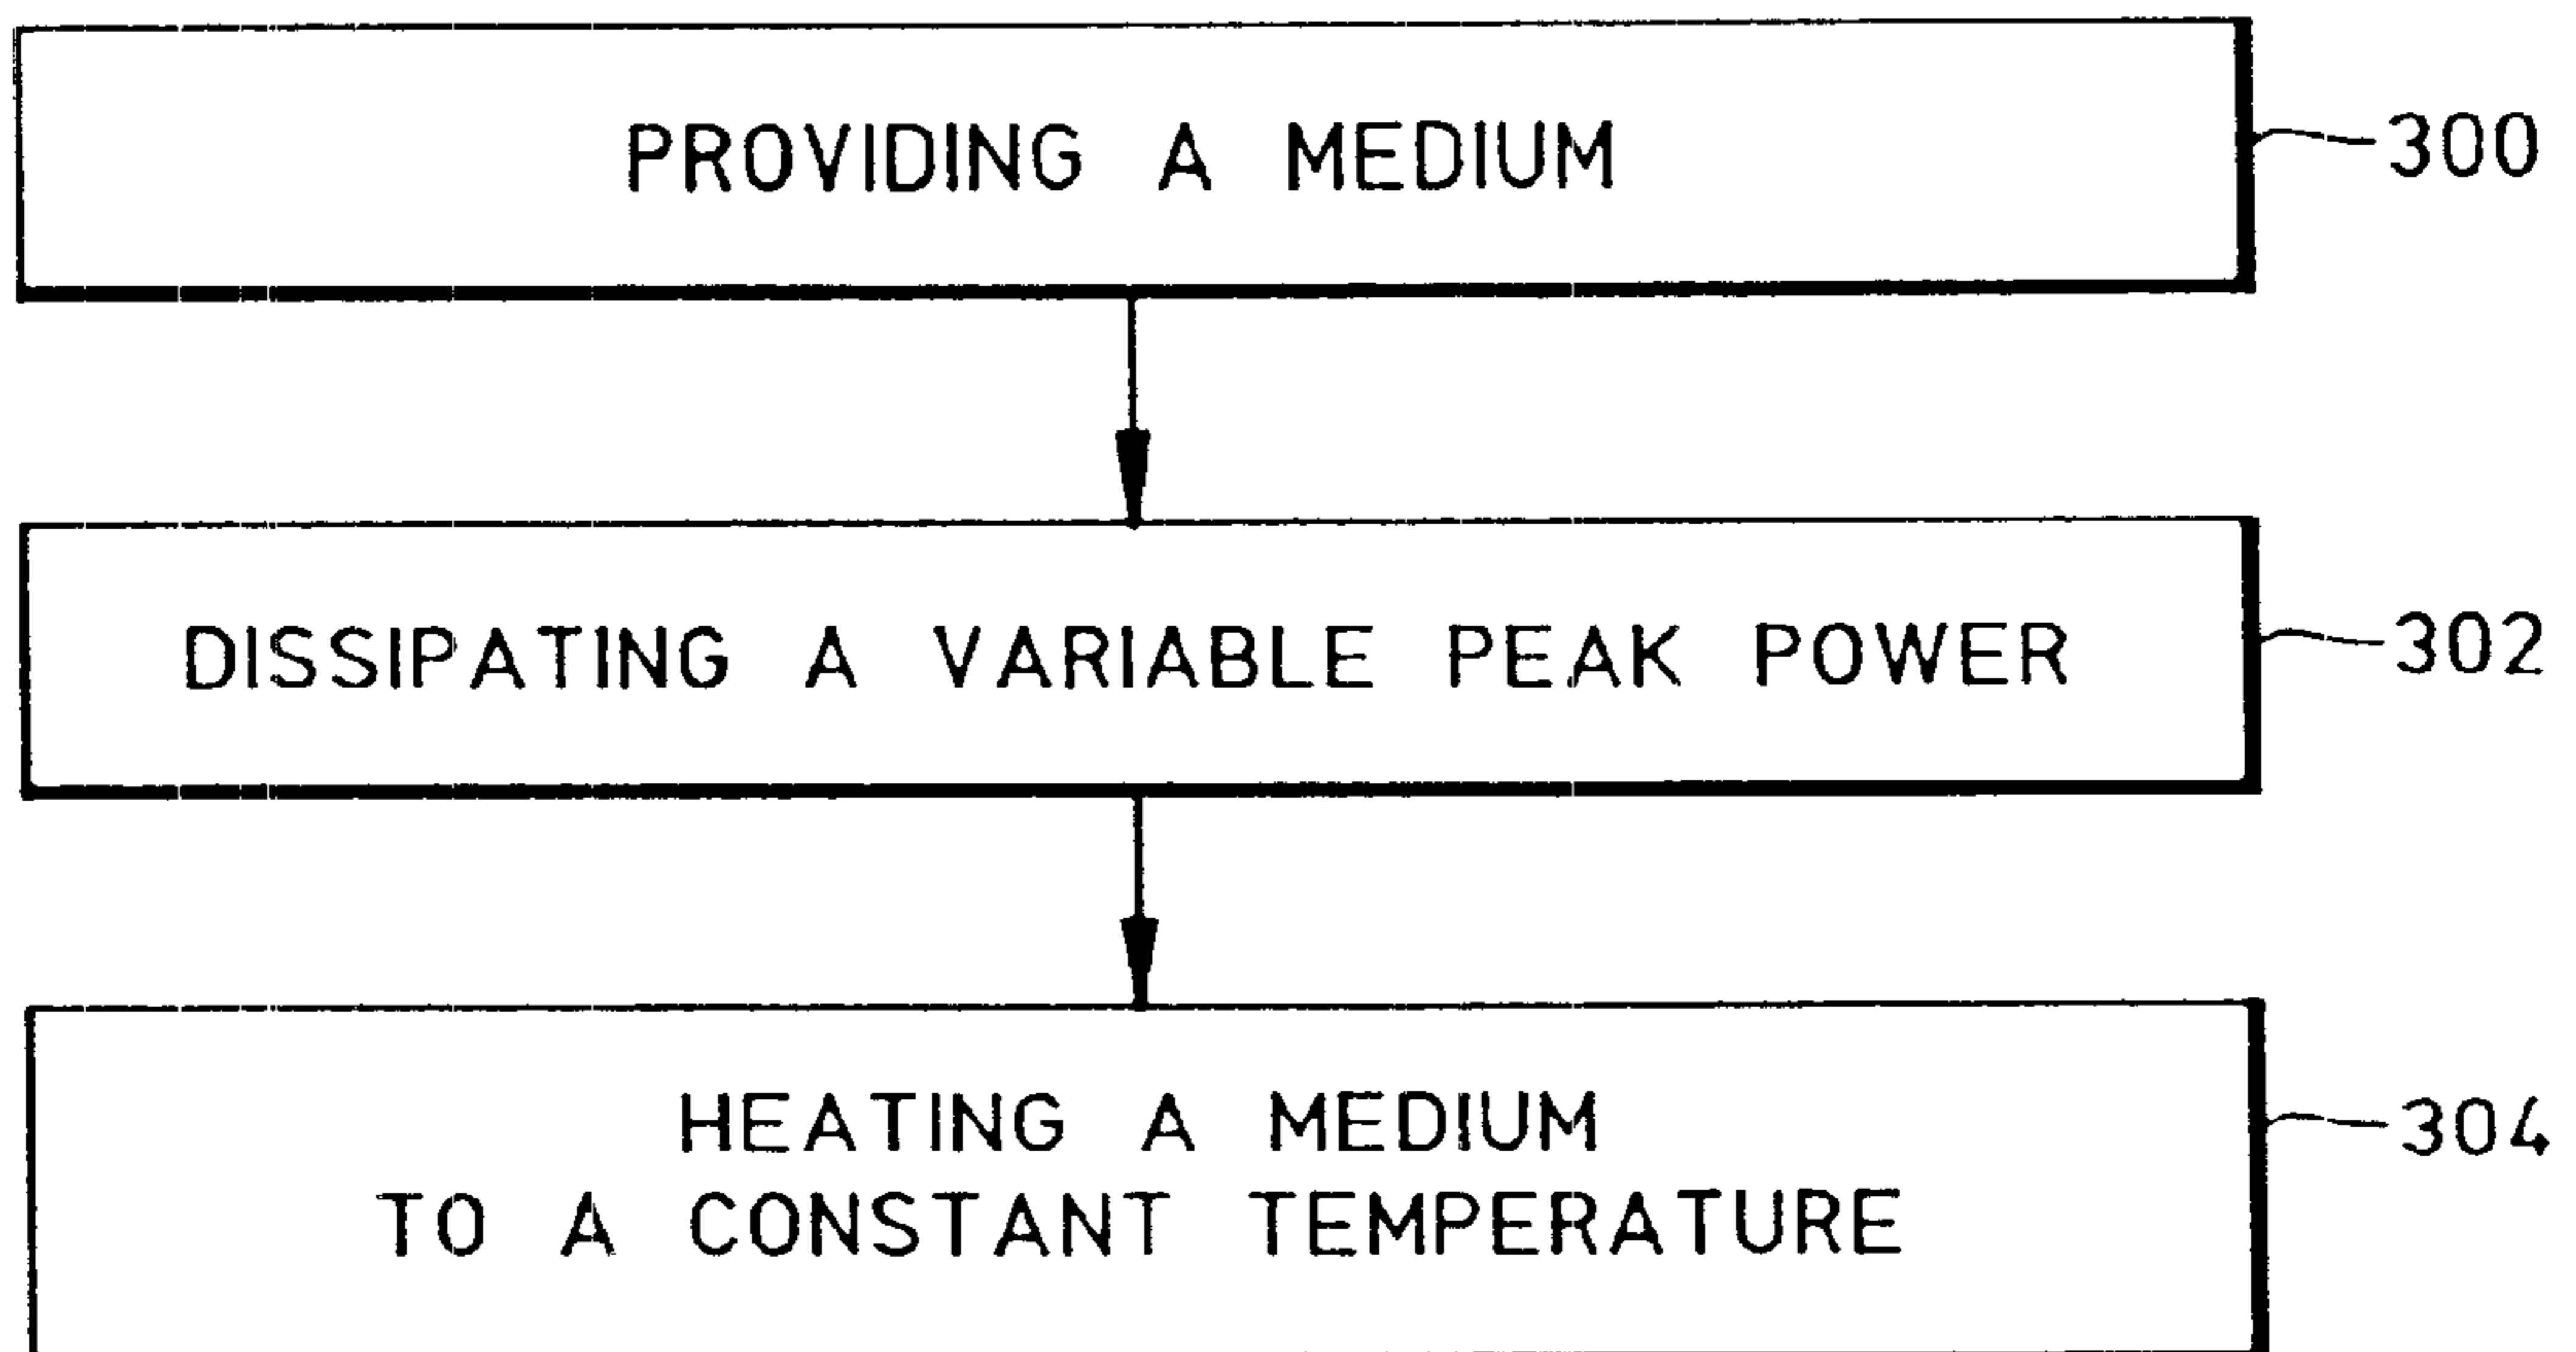 PROVIDING A MEDIUM
300
DISSIPATING A VARIABLE PEAK POWER
302
HEATING A MEDIUM
304
TO A CONSTANT TEMPERATURE